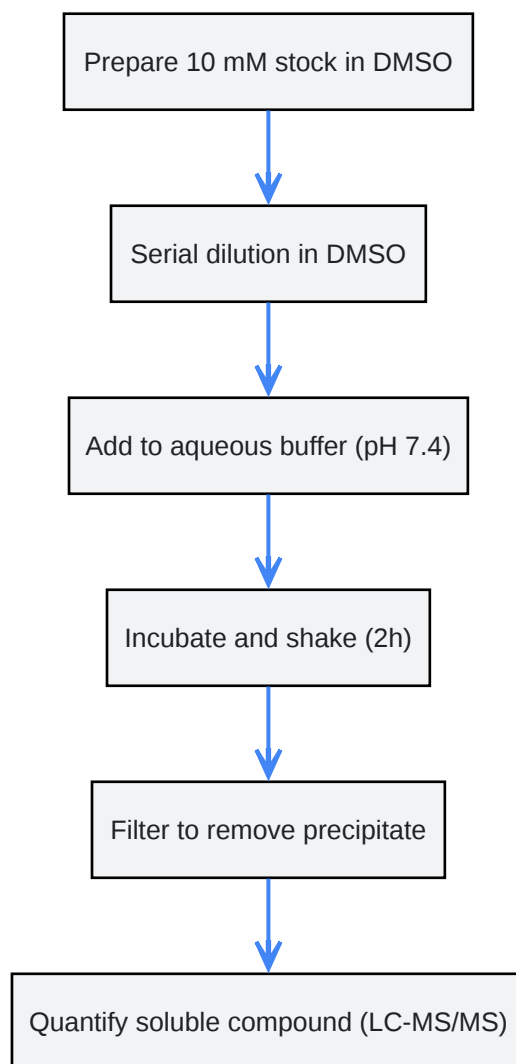 Prepare 10 mM stock in DMSO
Serial dilution in DMSO
Add to aqueous buffer (pH 7.4)
Incubate and shake (2h)
Filter to remove precipitate
Quantify soluble compound (LC-MS/MS)